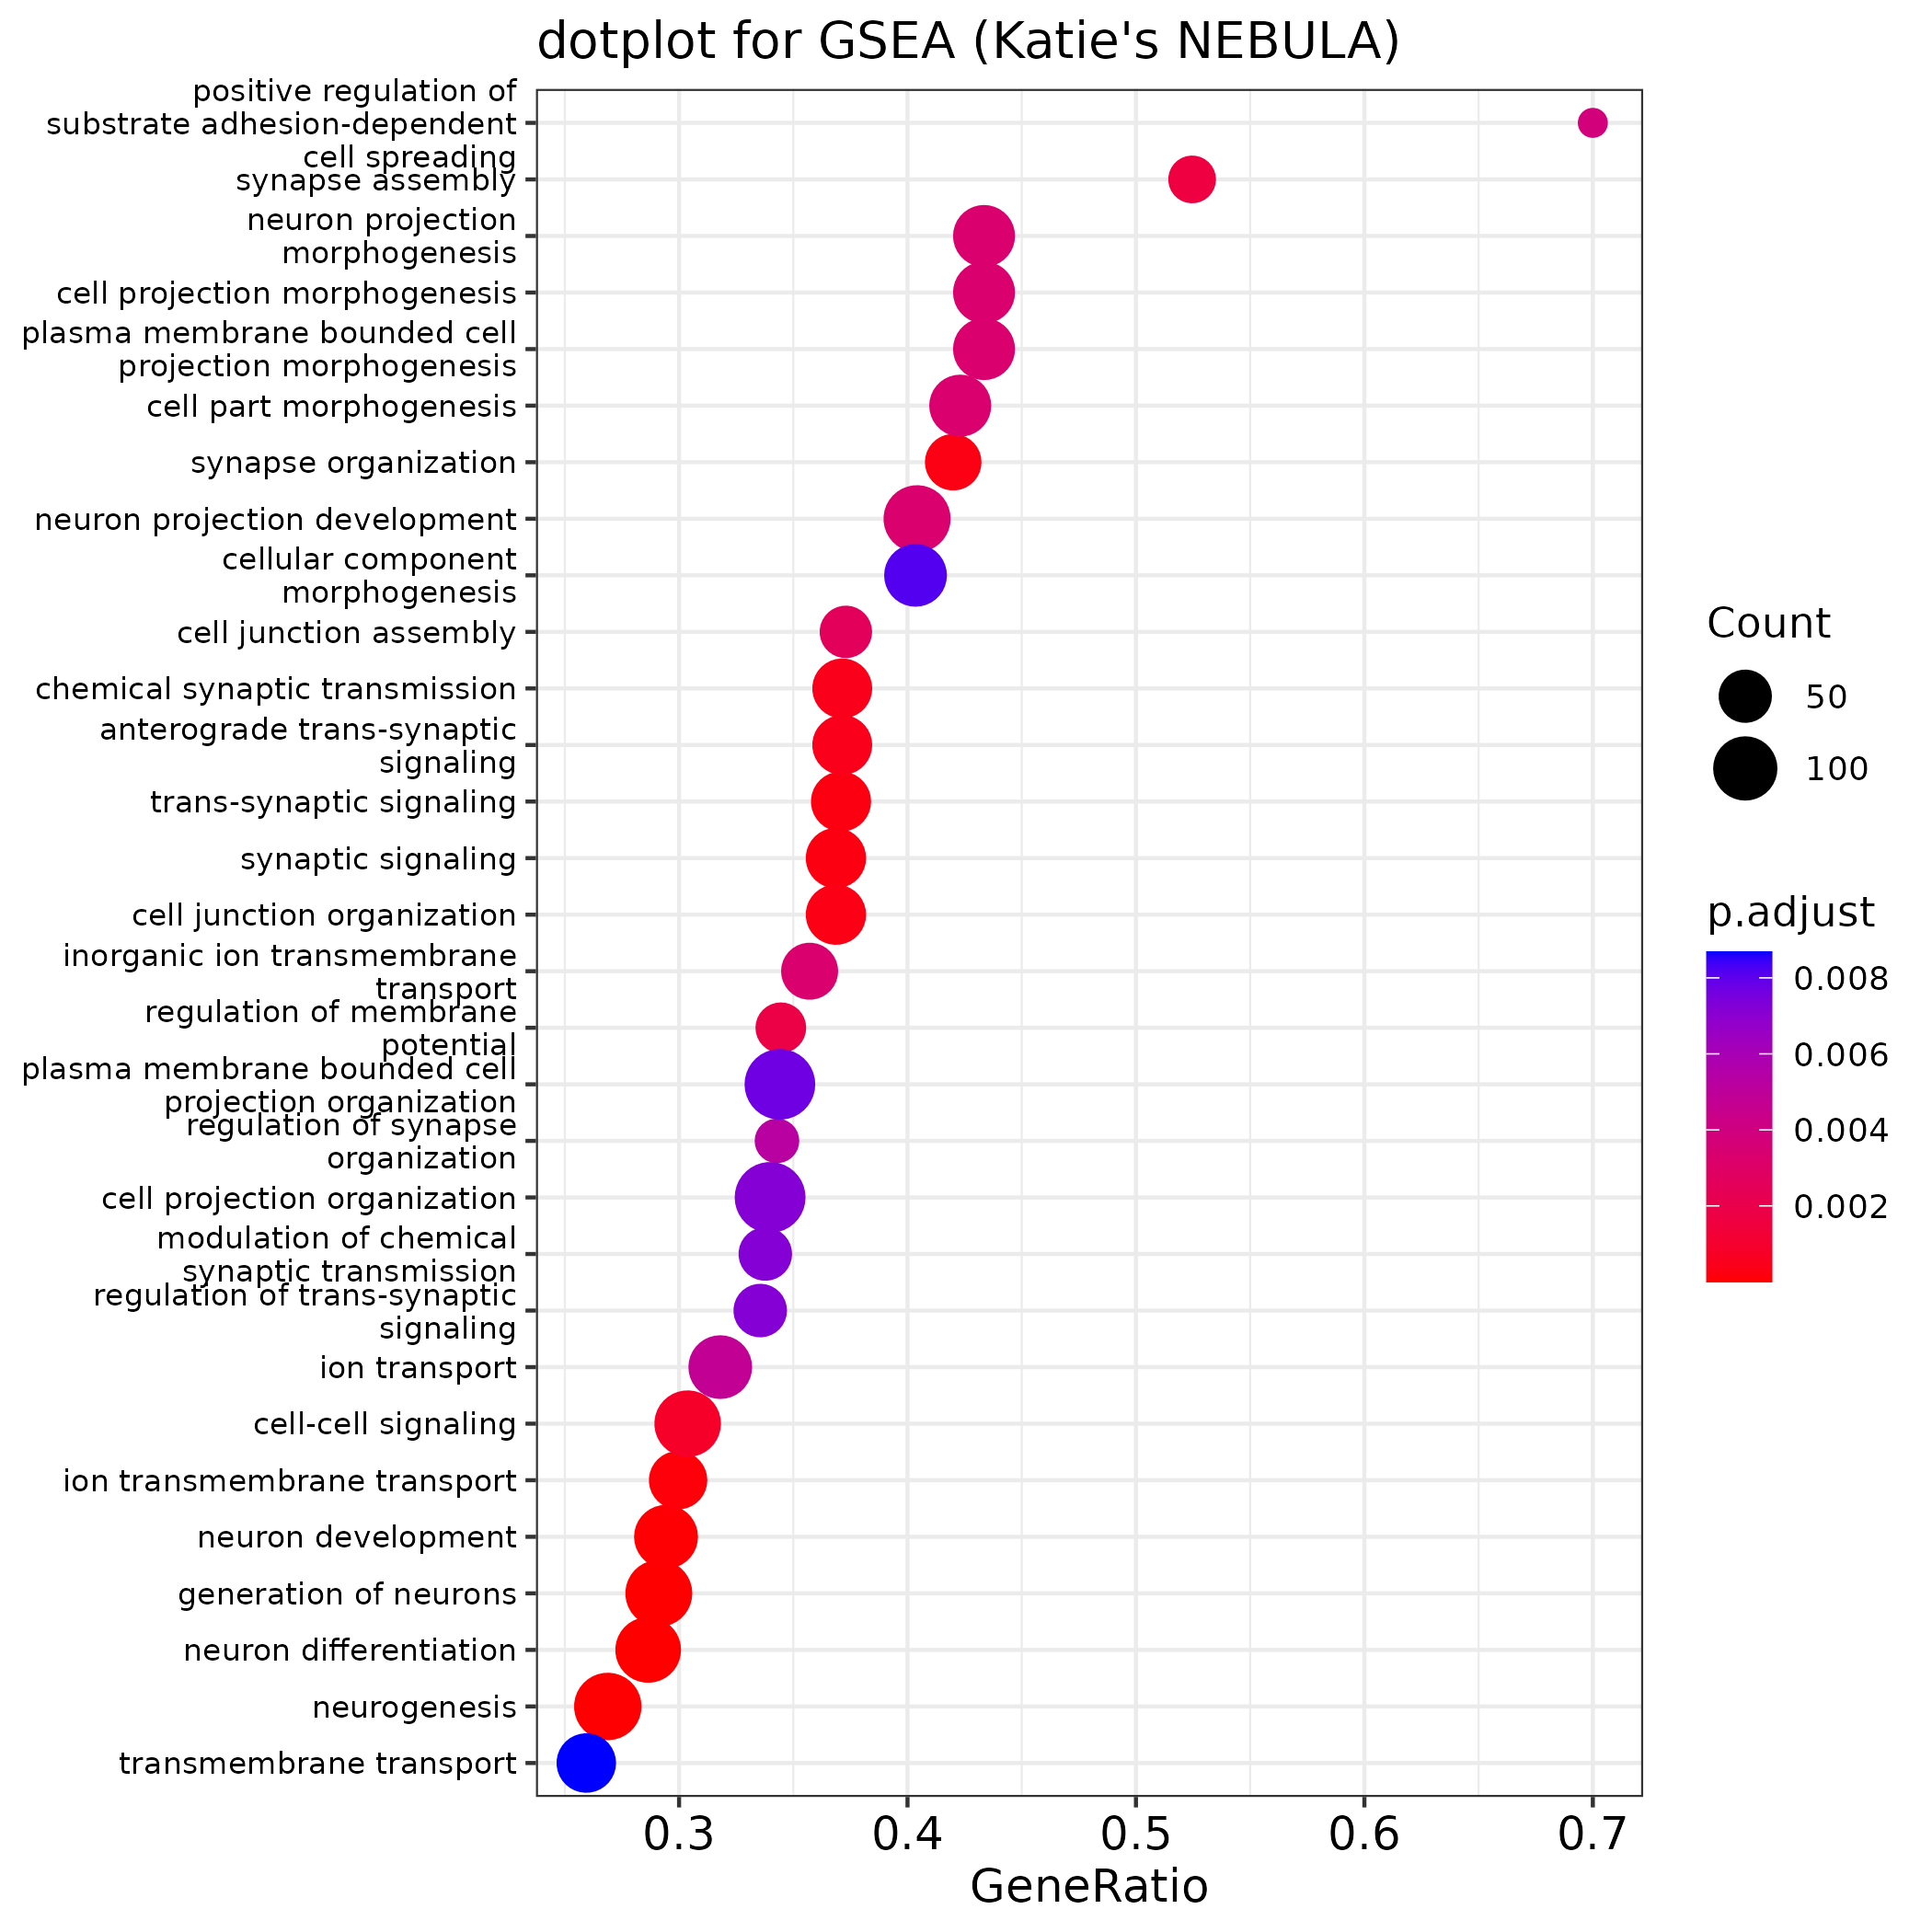 dotplot for GSEA (Katie's NEBULA)
positive regulation of
substrate adhesion-dependent
cell spreading
synapse assembly
neuron projection
morphogenesis
cell projection morphogenesis
plasma membrane bounded cell
projection morphogenesis
cell part morphogenesis
synapse organization
neuron projection development
cellular component
morphogenesis
cell junction assembly
chemical synaptic transmission
anterograde trans-synaptic
signaling
trans-synaptic signaling
synaptic signaling
cell junction organization
inorganic ion transmembrane
transport
regulation of membrane
potential
plasma membrane bounded cell
projection organization
regulation of synapse
organization
cell projection organization
modulation of chemical
synaptic transmission
regulation of trans-synaptic
signaling
ion transport
cell-cell signaling
ion transmembrane transport
neuron development
generation of neurons
neuron differentiation
neurogenesis
transmembrane transport
0.3 0.4 0.5 0.6 0.7
GeneRatio
Count
50
100
p.adjust
0.008
0.006
0.004
0.002